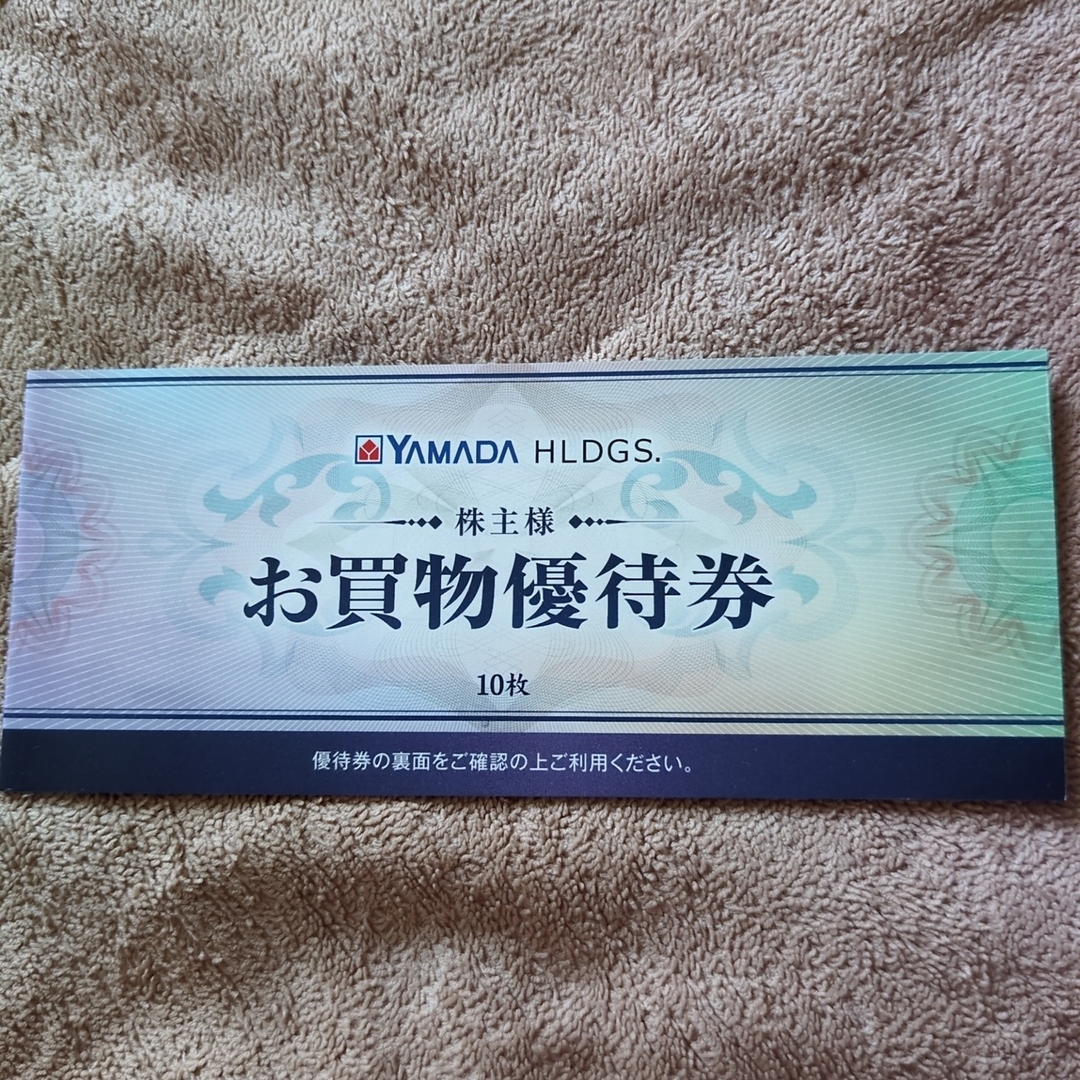 YAMADA HLDGS.
株主様
お買物優待券
10枚
優待券の裏面をご確認の上ご利用ください。